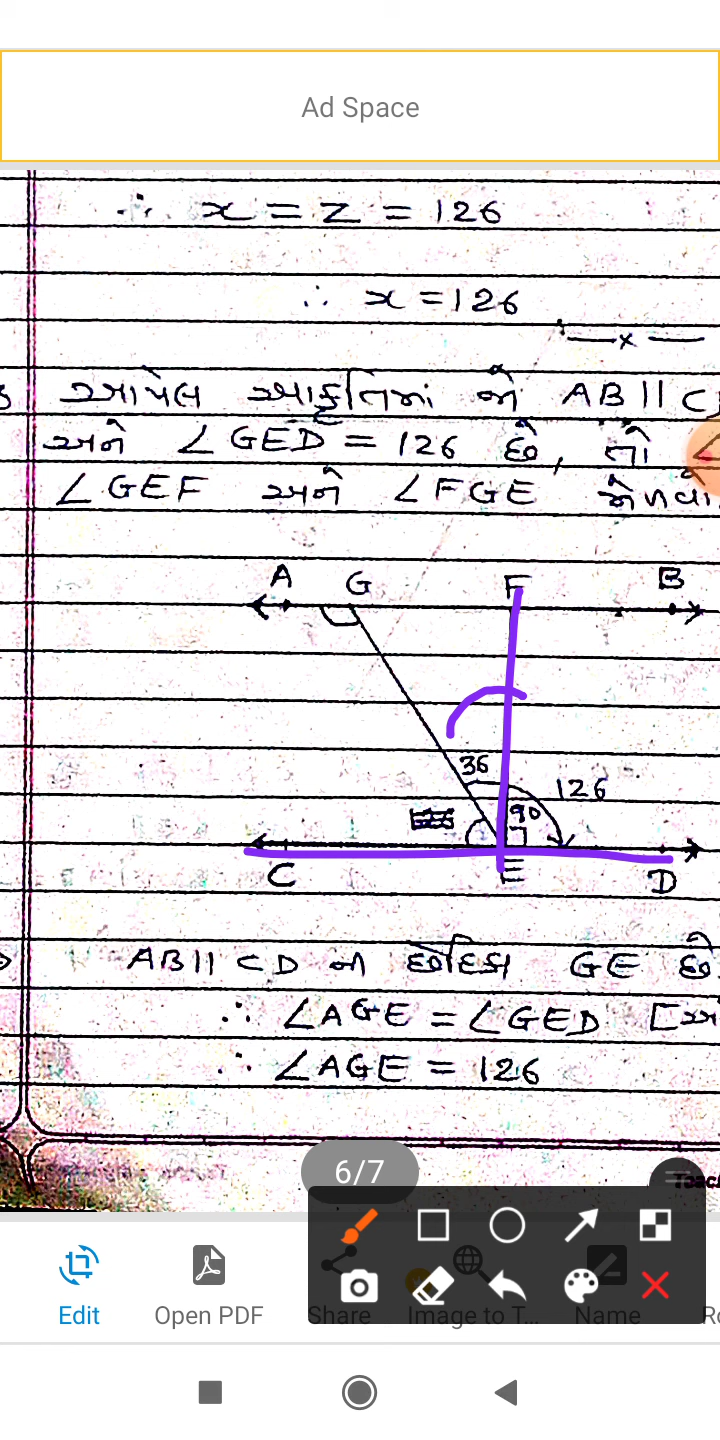 Ad Space
∴ x = z = 126
∴ x = 126
—x—
આપેલ આકૃતિમાં જો AB || C
અને ∠GED = 126 છે, તો ∠
∠GEF અને ∠FGE મેળવો.
A G F B
36
126
90
C E D
AB || CD ની છેદિકા GE છે.
∴ ∠AGE = ∠GED
∴ ∠AGE = 126
6/7
Edit Open PDF Share Image to T... Name